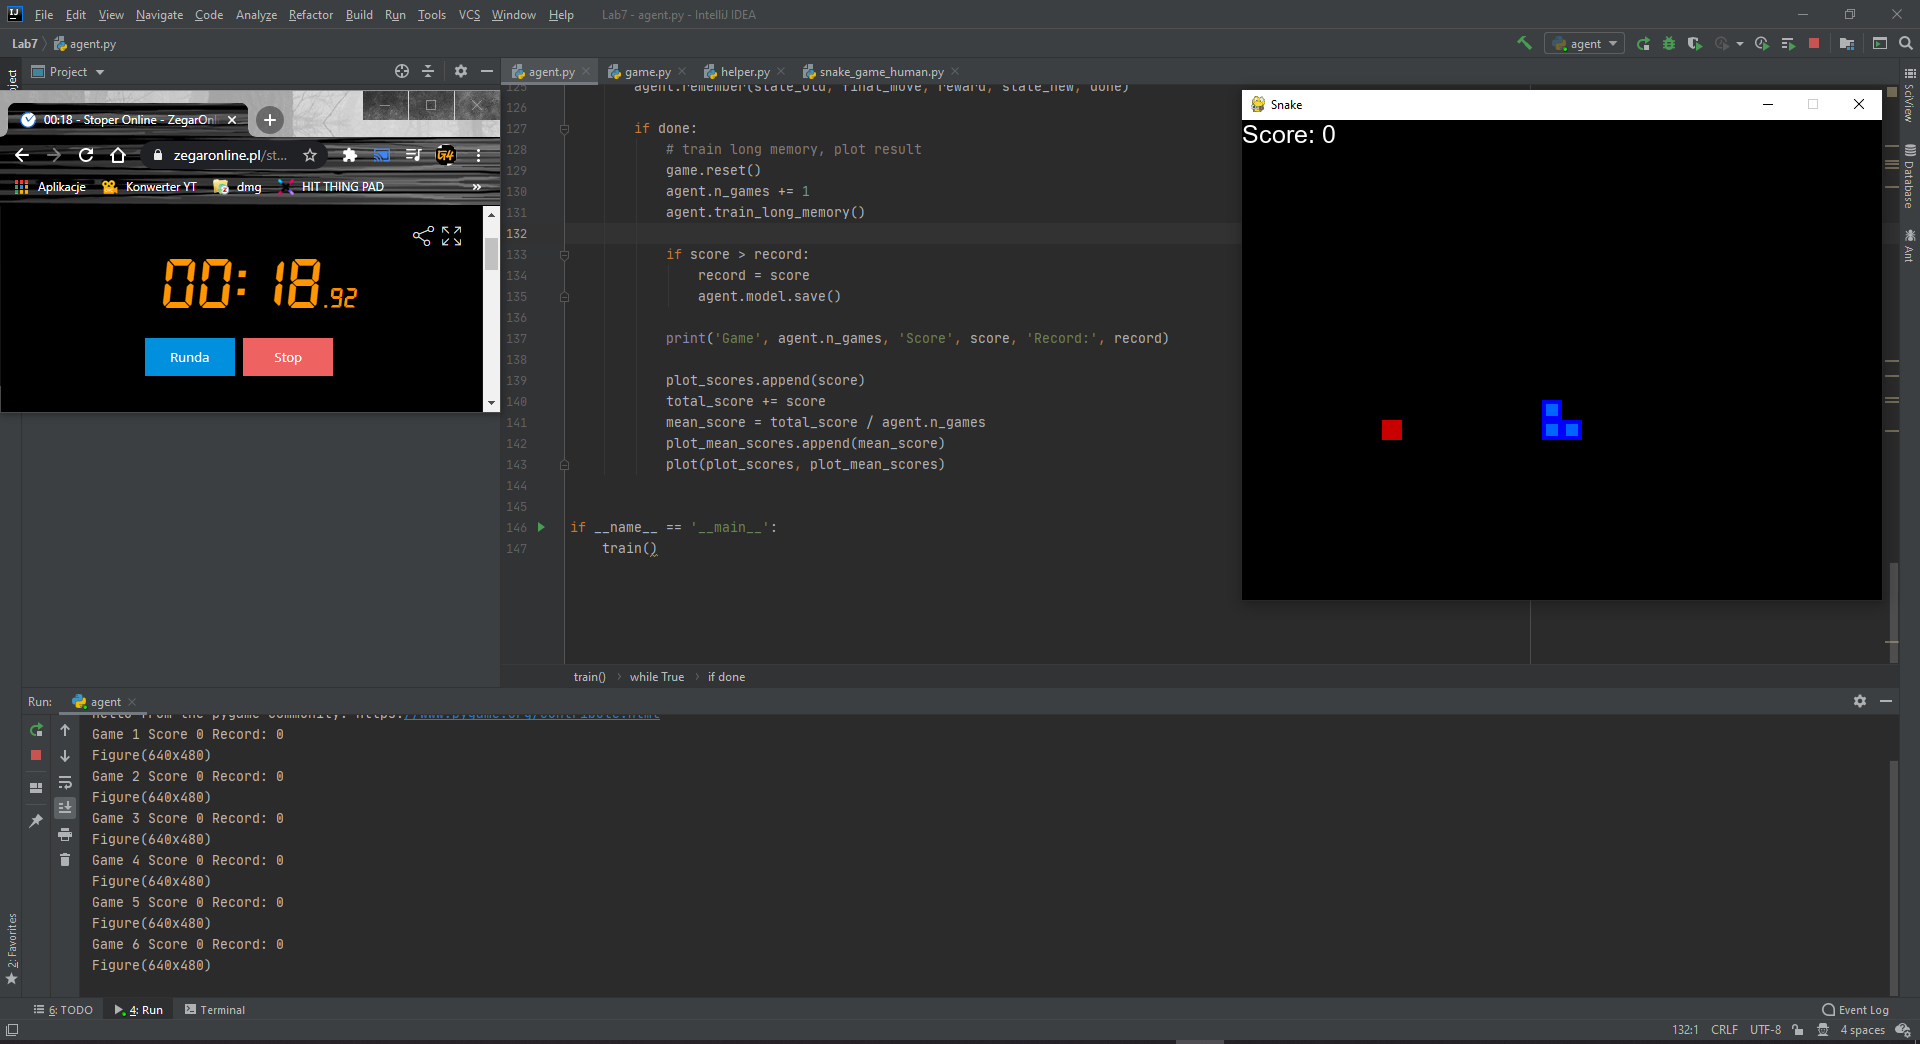 File Edit View Navigate Code Analyze Refactor Build Run Tools VCS Window Help Lab7 - agent.py - IntelliJ IDEA
Lab7 agent.py
agent
Project
agent.py game.py helper.py snake_game_human.py
00:18 - Stoper Online - ZegarOnl
zegaronline.pl/st...
Aplikacje Konwerter YT dmg HIT THING PAD »
00:18.92
Runda Stop
125 agent.remember(state_old, final_move, reward, state_new, done)
126
127 if done:
128 # train long memory, plot result
129 game.reset()
130 agent.n_games += 1
131 agent.train_long_memory()
132
133 if score > record:
134 record = score
135 agent.model.save()
136
137 print('Game', agent.n_games, 'Score', score, 'Record:', record)
138
139 plot_scores.append(score)
140 total_score += score
141 mean_score = total_score / agent.n_games
142 plot_mean_scores.append(mean_score)
143 plot(plot_scores, plot_mean_scores)
144
145
146 if __name__ == '__main__':
147 train()
train() while True if done
Snake
Score: 0
SciView
Database
Ant
Run: agent
Hello from the pygame community. https://www.pygame.org/contribute.html
Game 1 Score 0 Record: 0
Figure(640x480)
Game 2 Score 0 Record: 0
Figure(640x480)
Game 3 Score 0 Record: 0
Figure(640x480)
Game 4 Score 0 Record: 0
Figure(640x480)
Game 5 Score 0 Record: 0
Figure(640x480)
Game 6 Score 0 Record: 0
Figure(640x480)
2: Favorites
6: TODO 4: Run Terminal
Event Log
132:1 CRLF UTF-8 4 spaces